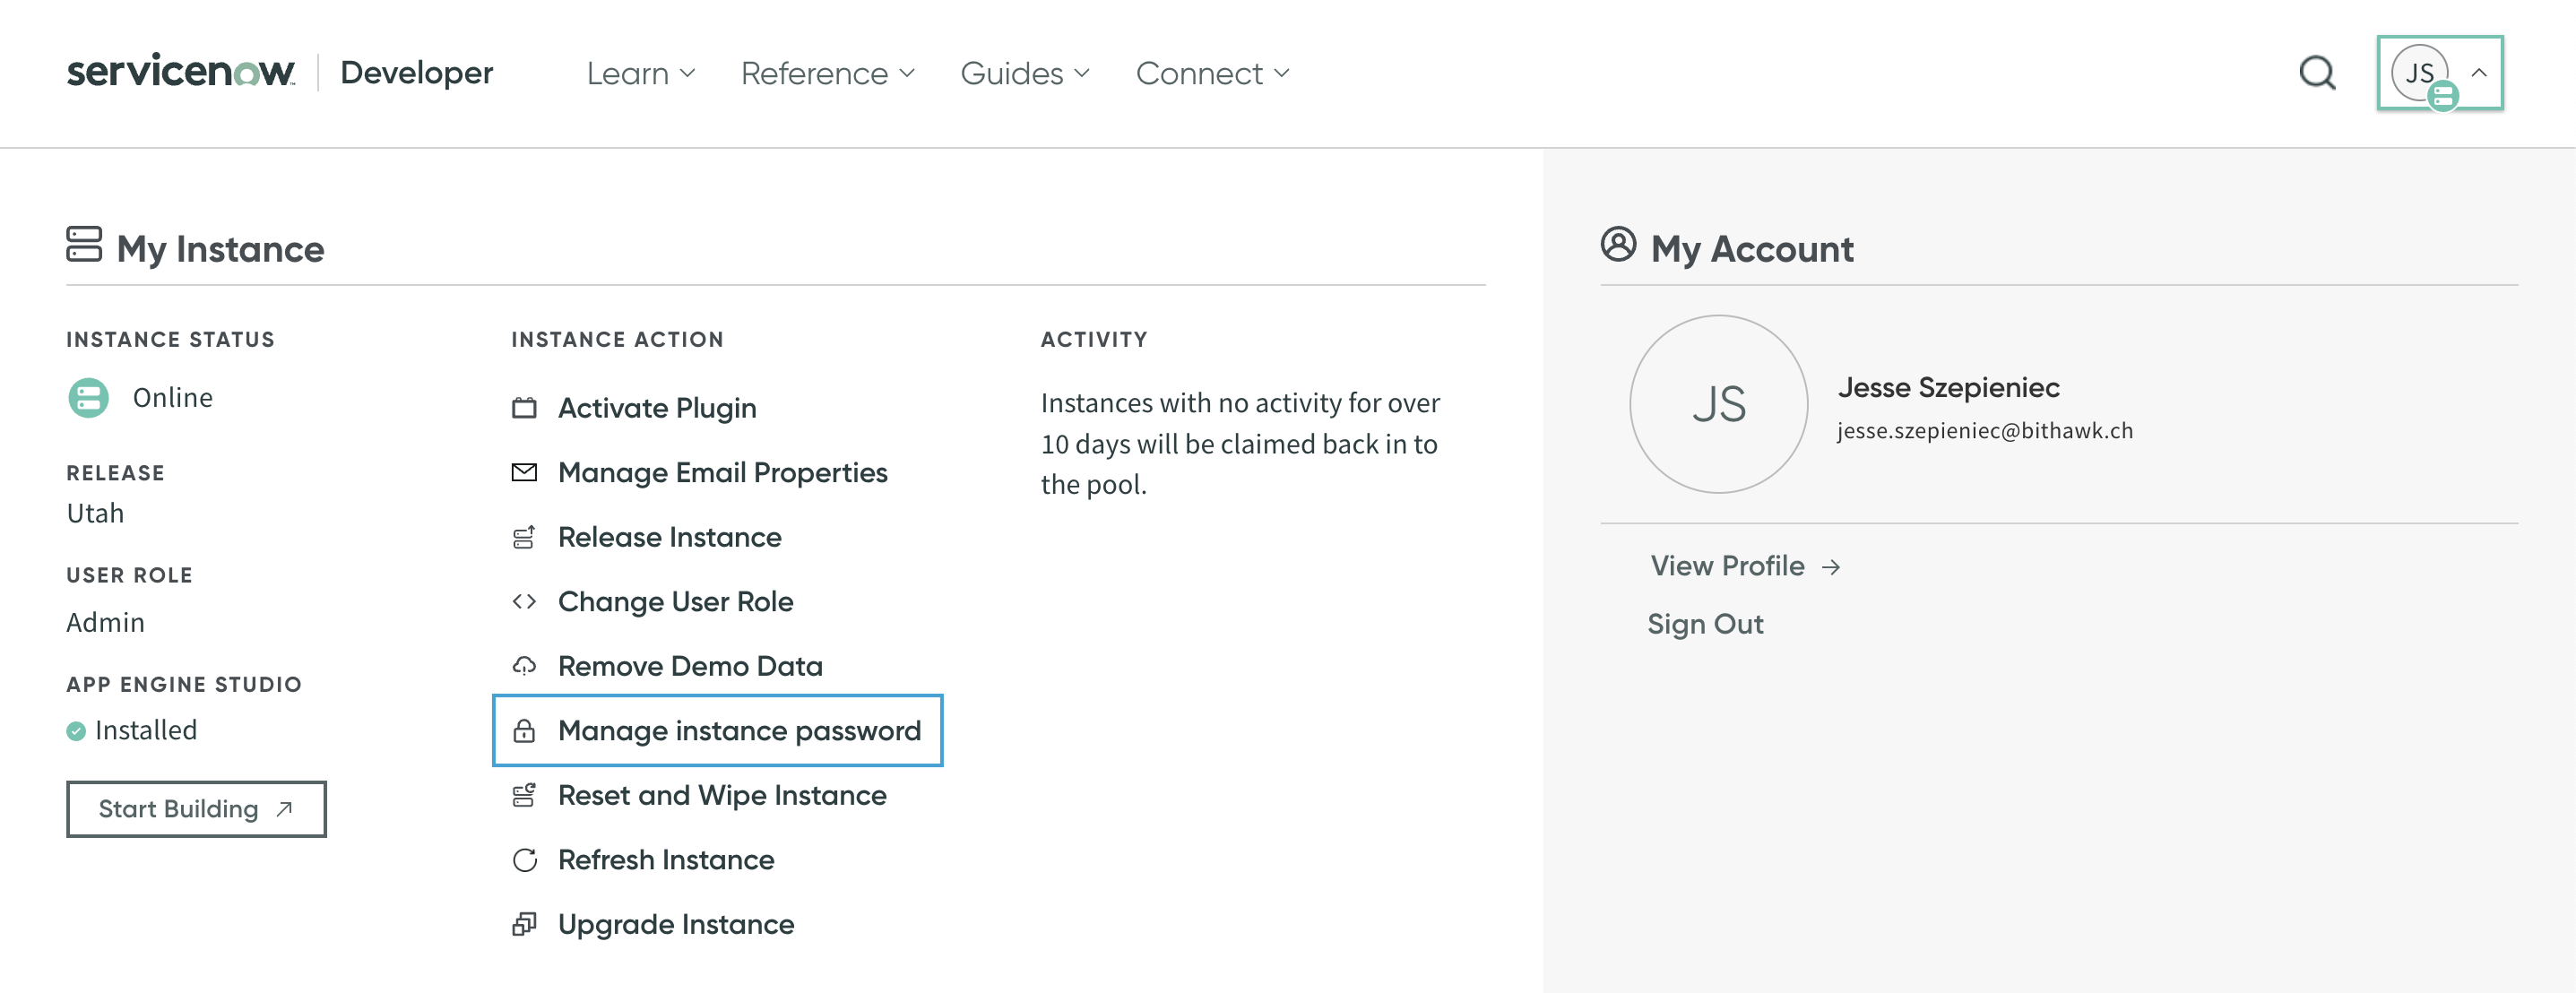 servicenow Developer Learn Reference Guides Connect JS
My Instance
INSTANCE STATUS
Online
RELEASE
Utah
USER ROLE
Admin
APP ENGINE STUDIO
Installed
Start Building
INSTANCE ACTION
Activate Plugin
Manage Email Properties
Release Instance
Change User Role
Remove Demo Data
Manage instance password
Reset and Wipe Instance
Refresh Instance
Upgrade Instance
ACTIVITY
Instances with no activity for over
10 days will be claimed back in to
the pool.
My Account
JS
Jesse Szepieniec
jesse.szepieniec@bithawk.ch
View Profile
Sign Out